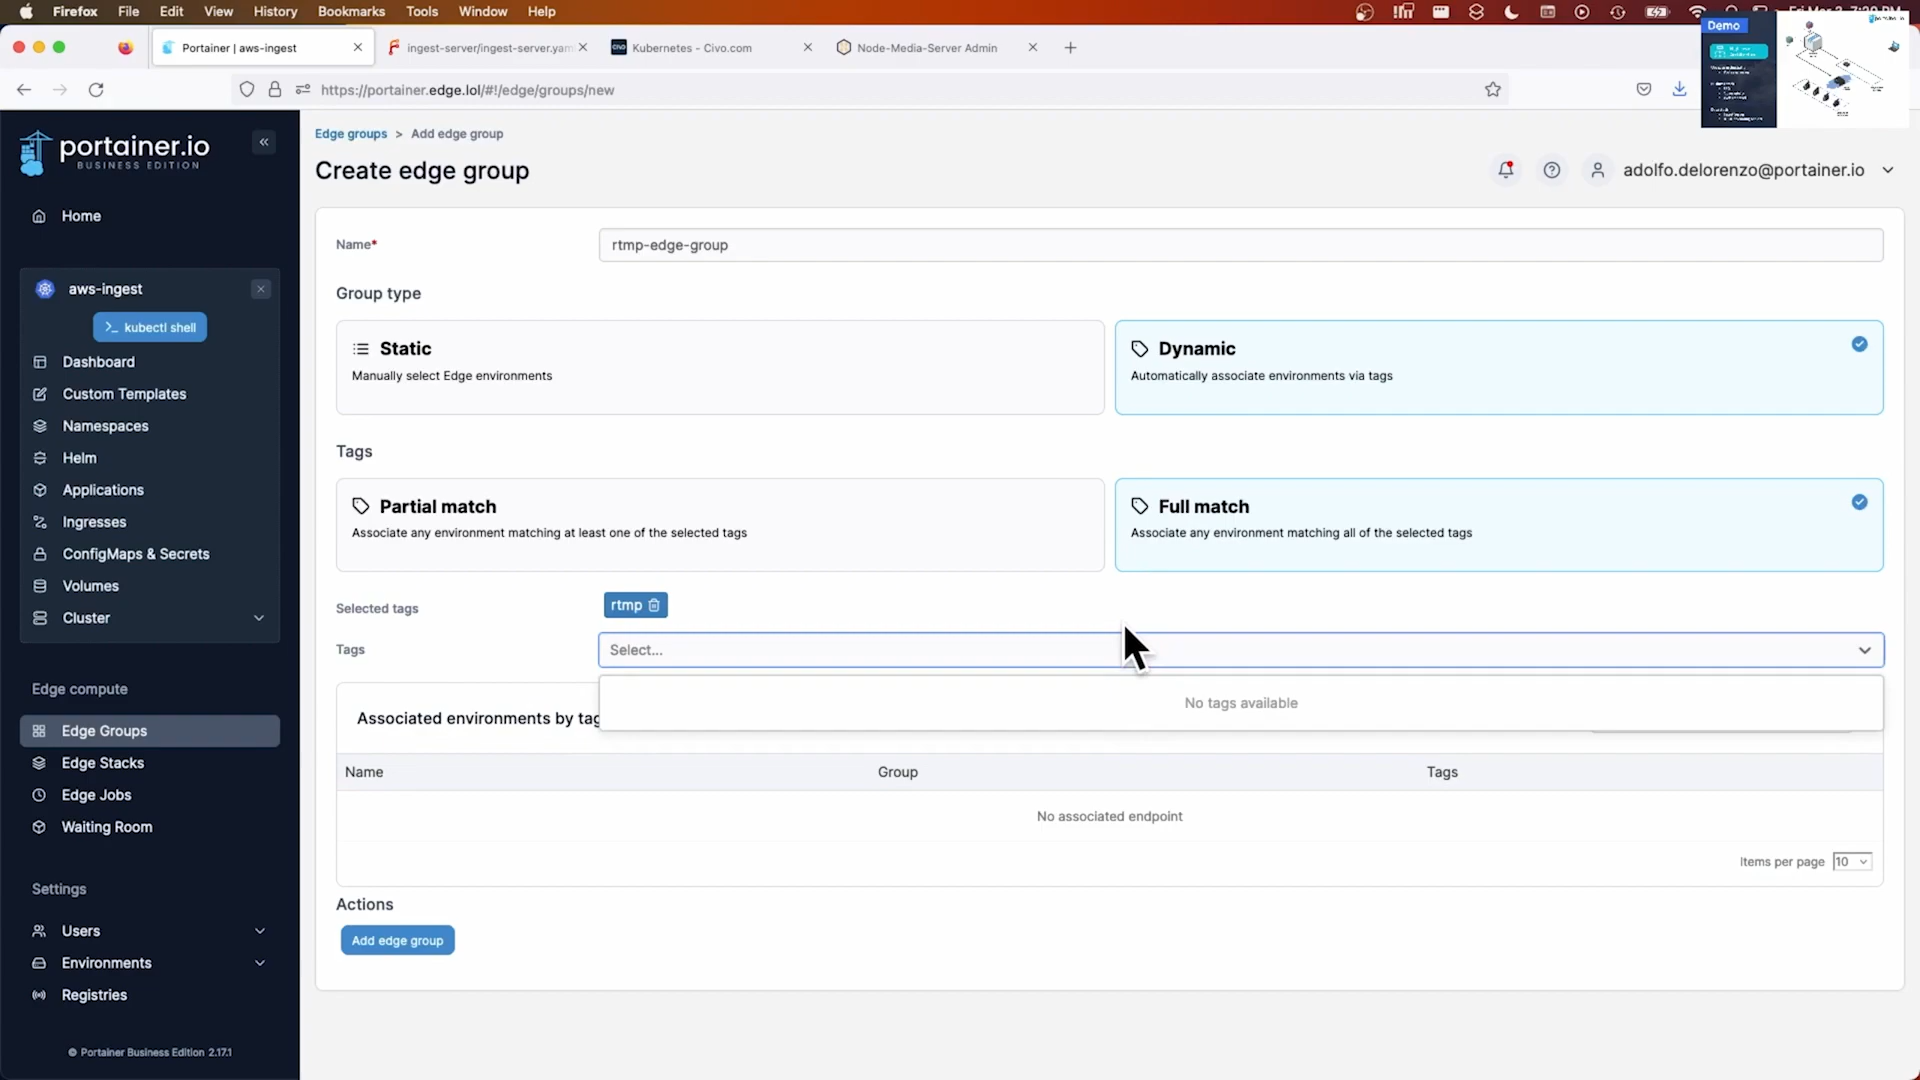 Firefox File Edit View History Bookmarks Tools Window Help
Portainer | aws-ingest
ingest-server/ingest-server.yam
Kubernetes - Civo.com
Node-Media-Server Admin
https://portainer.edge.lol/#!/edge/groups/new
Demo
portainer.io
BUSINESS EDITION
Home
aws-ingest
>_ kubectl shell
Dashboard
Custom Templates
Namespaces
Helm
Applications
Ingresses
ConfigMaps & Secrets
Volumes
Cluster
Edge compute
Edge Groups
Edge Stacks
Edge Jobs
Waiting Room
Settings
Users
Environments
Registries
© Portainer Business Edition 2.17.1
Edge groups > Add edge group
Create edge group
adolfo.delorenzo@portainer.io
Name*
rtmp-edge-group
Group type
Static
Manually select Edge environments
Dynamic
Automatically associate environments via tags
Tags
Partial match
Associate any environment matching at least one of the selected tags
Full match
Associate any environment matching all of the selected tags
Selected tags
rtmp
Tags
Select...
No tags available
Associated environments by tag
Name Group Tags
No associated endpoint
Items per page 10
Actions
Add edge group